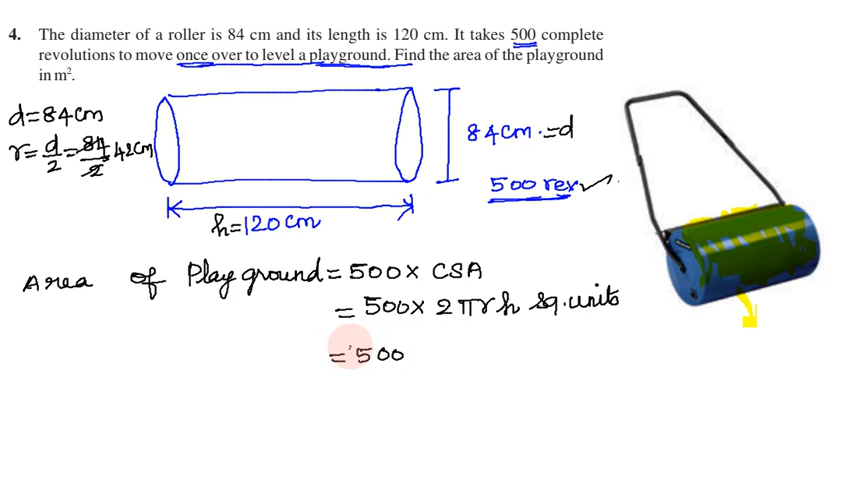 4. The diameter of a roller is 84 cm and its length is 120 cm. It takes 500 complete
revolutions to move once over to level a playground. Find the area of the playground
in m².
d=84cm
r=d/2=84/2=42cm
84cm.=d
500 rev
h=120cm
Area of Playground=500× CSA
=500× 2πrh sq.units
=500